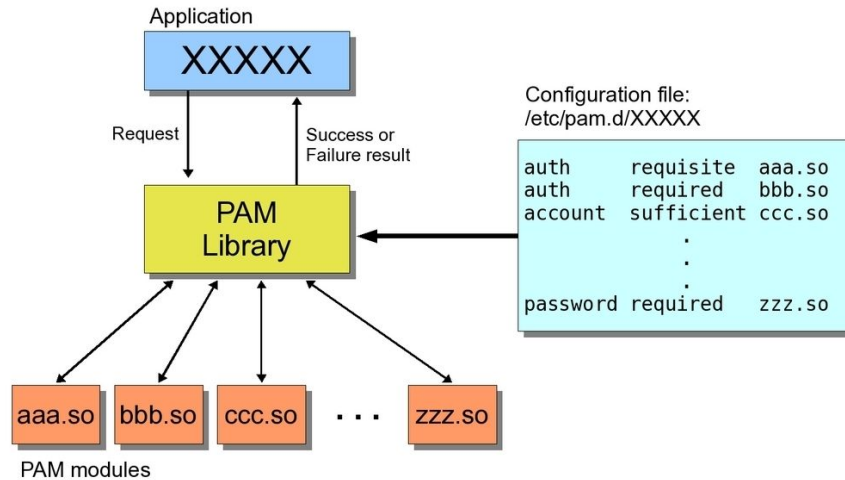 Application
XXXXX
Request
Success or
Failure result
PAM
Library
Configuration file:
/etc/pam.d/XXXXX
auth requisite aaa.so
auth required bbb.so
account sufficient ccc.so
.
.
.
password required zzz.so
aaa.so bbb.so ccc.so . . . zzz.so
PAM modules